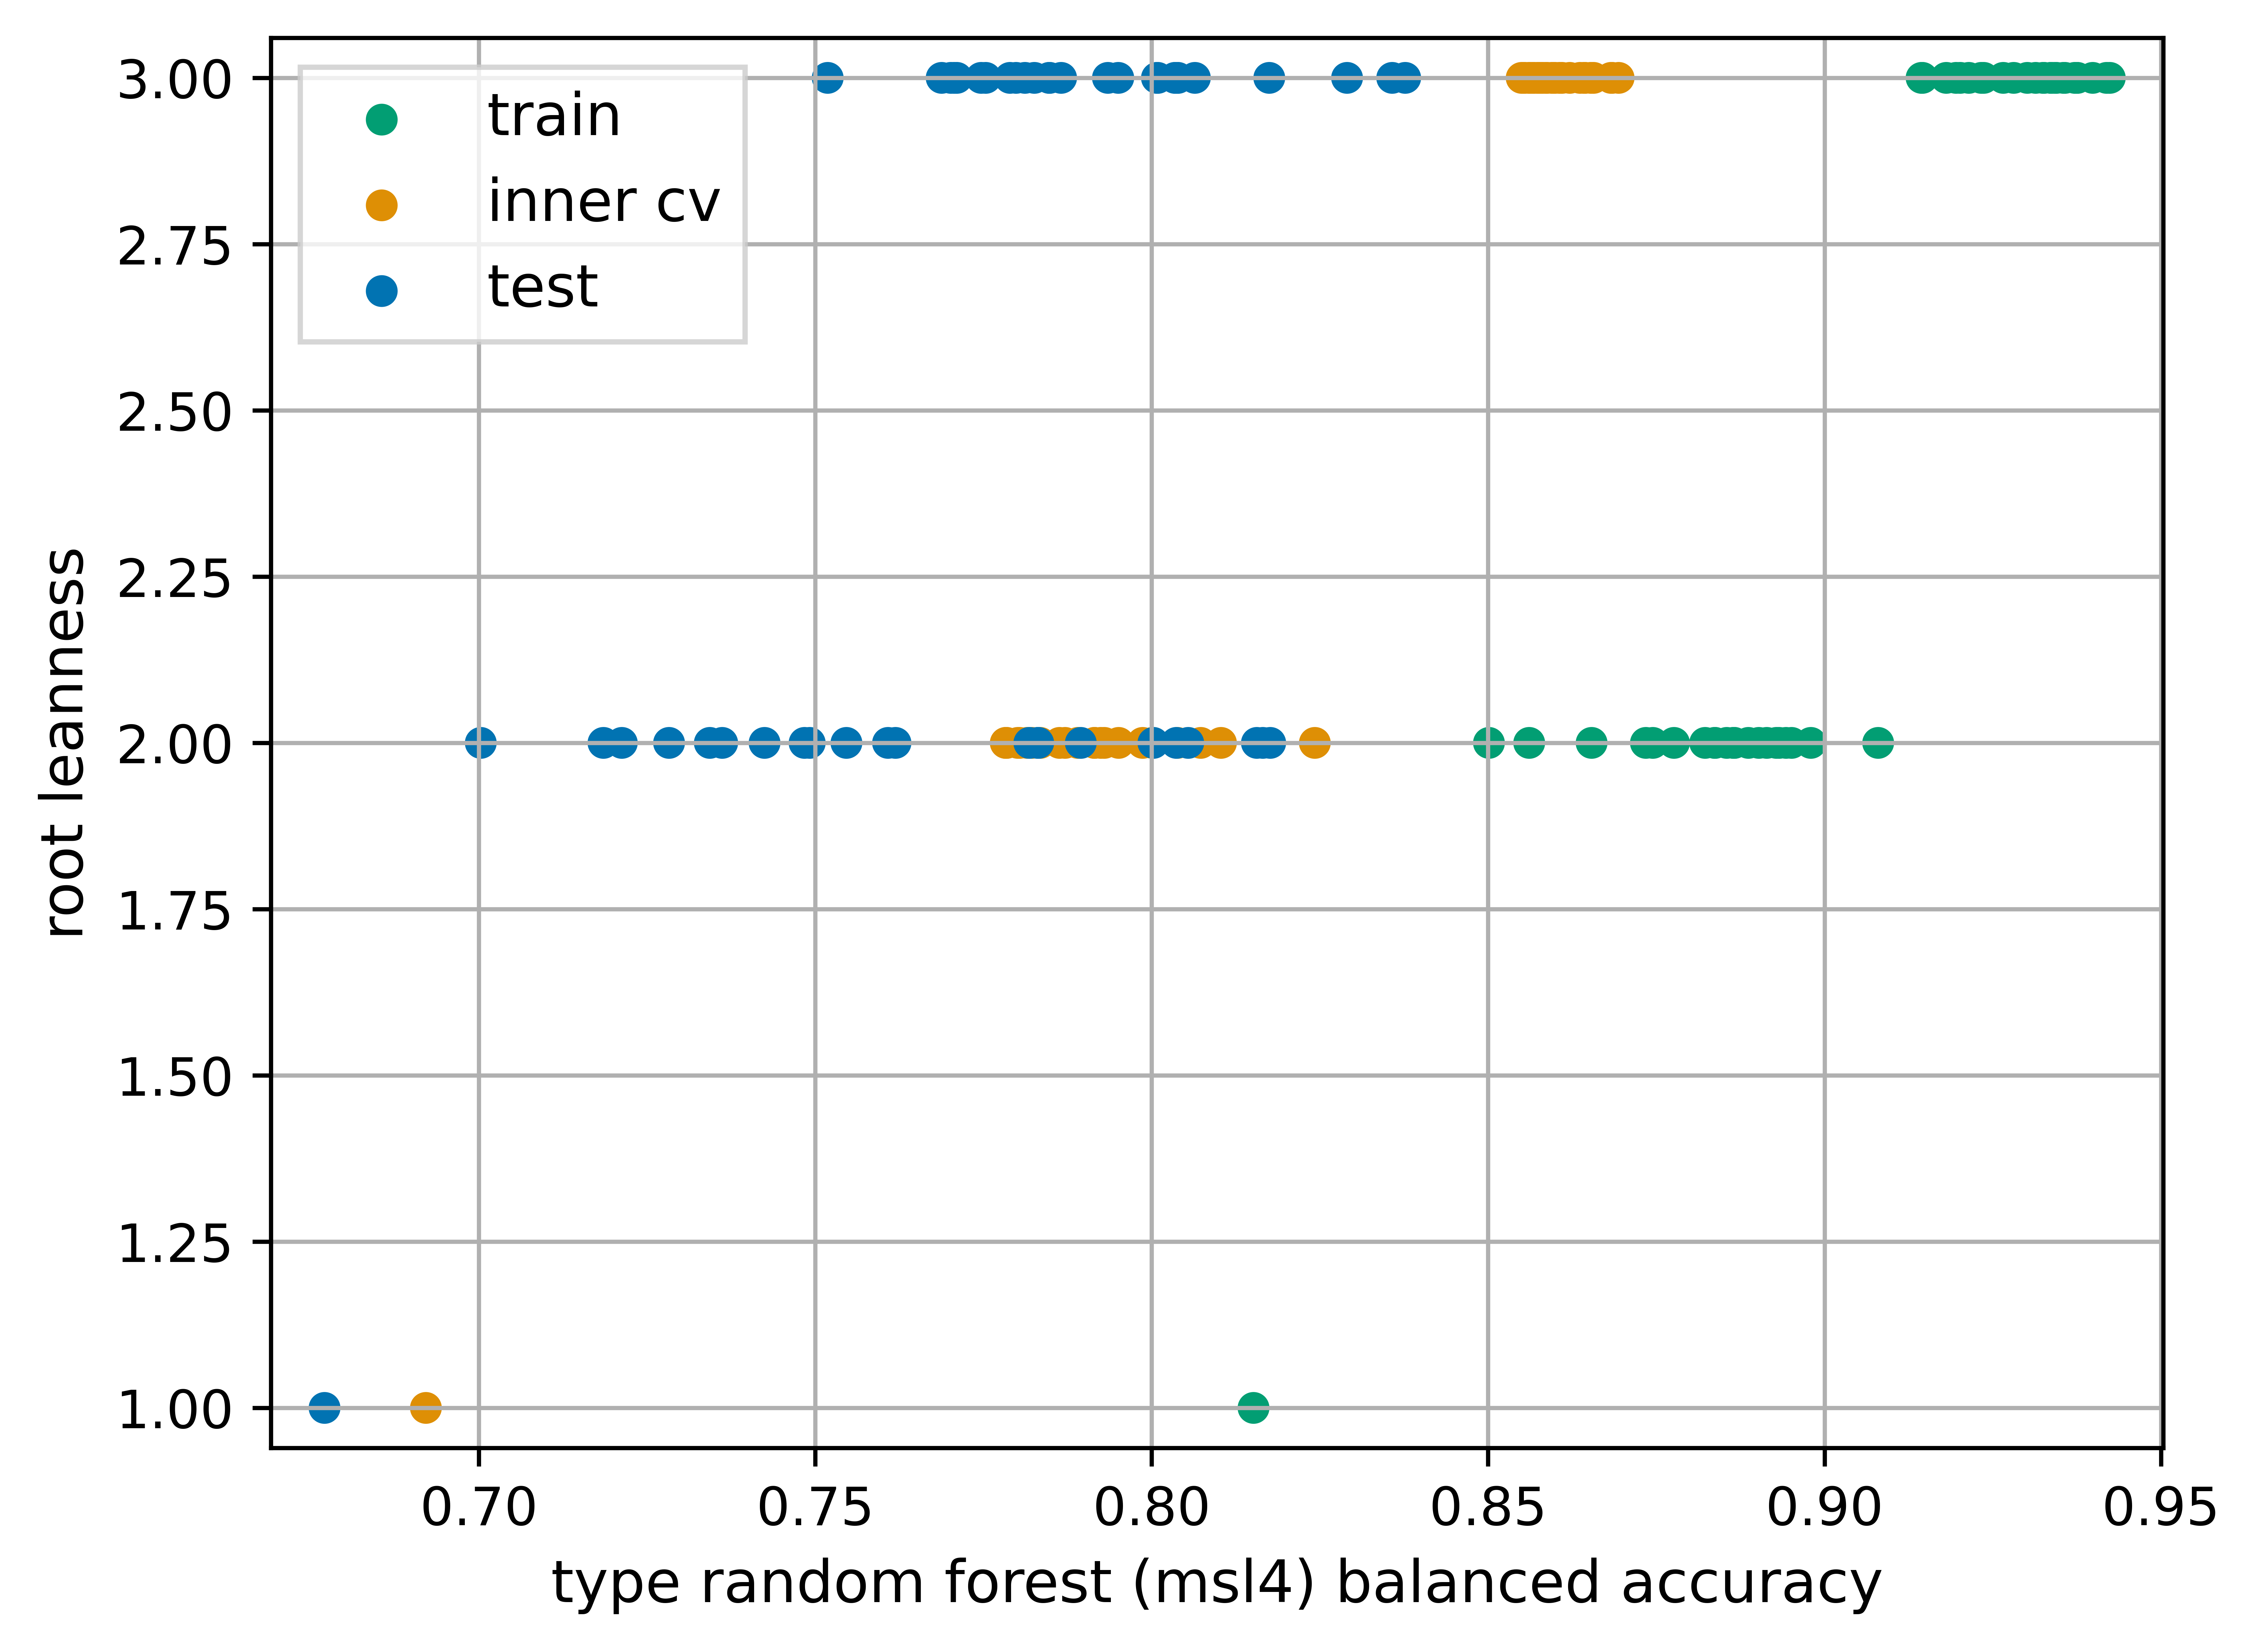 3.00
2.75
2.50
2.25
2.00
1.75
1.50
1.25
1.00
root leanness
train
inner cv
test
0.70 0.75 0.80 0.85 0.90 0.95
type random forest (msl4) balanced accuracy